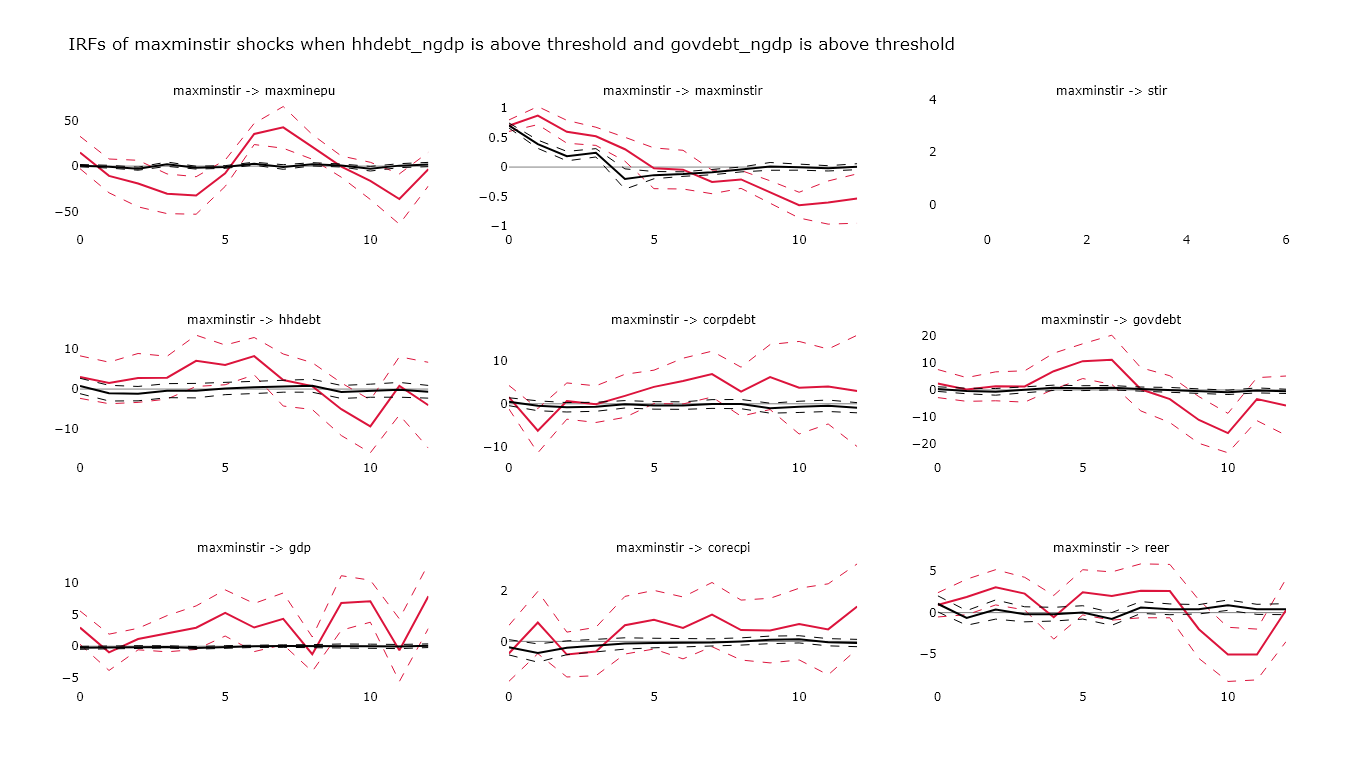 IRFs of maxminstir shocks when hhdebt_ngdp is above threshold and govdebt_ngdp is above threshold
maxminstir -> maxminepu
50
0
−50
0 5 10
maxminstir -> maxminstir
1
0.5
0
−0.5
−1
0 5 10
maxminstir -> stir
4
2
0
0 2 4 6
maxminstir -> hhdebt
10
0
−10
0 5 10
maxminstir -> corpdebt
10
0
−10
0 5 10
maxminstir -> govdebt
20
10
0
−10
−20
0 5 10
maxminstir -> gdp
10
5
0
−5
0 5 10
maxminstir -> corecpi
2
0
0 5 10
maxminstir -> reer
5
0
−5
0 5 10